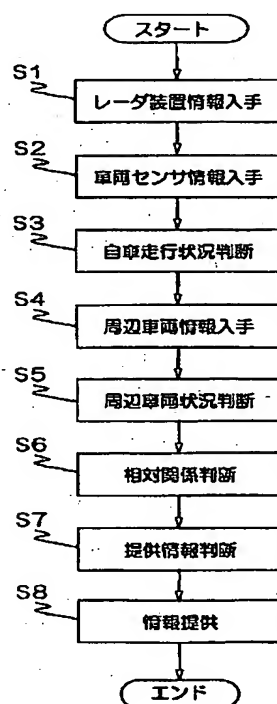 スタート
S1
レーダ装置情報入手
S2
車両センサ情報入手
S3
自車走行状況判断
S4
周辺車両情報入手
S5
周辺車両状況判断
S6
相対関係判断
S7
提供情報判断
S8
情報提供
エンド